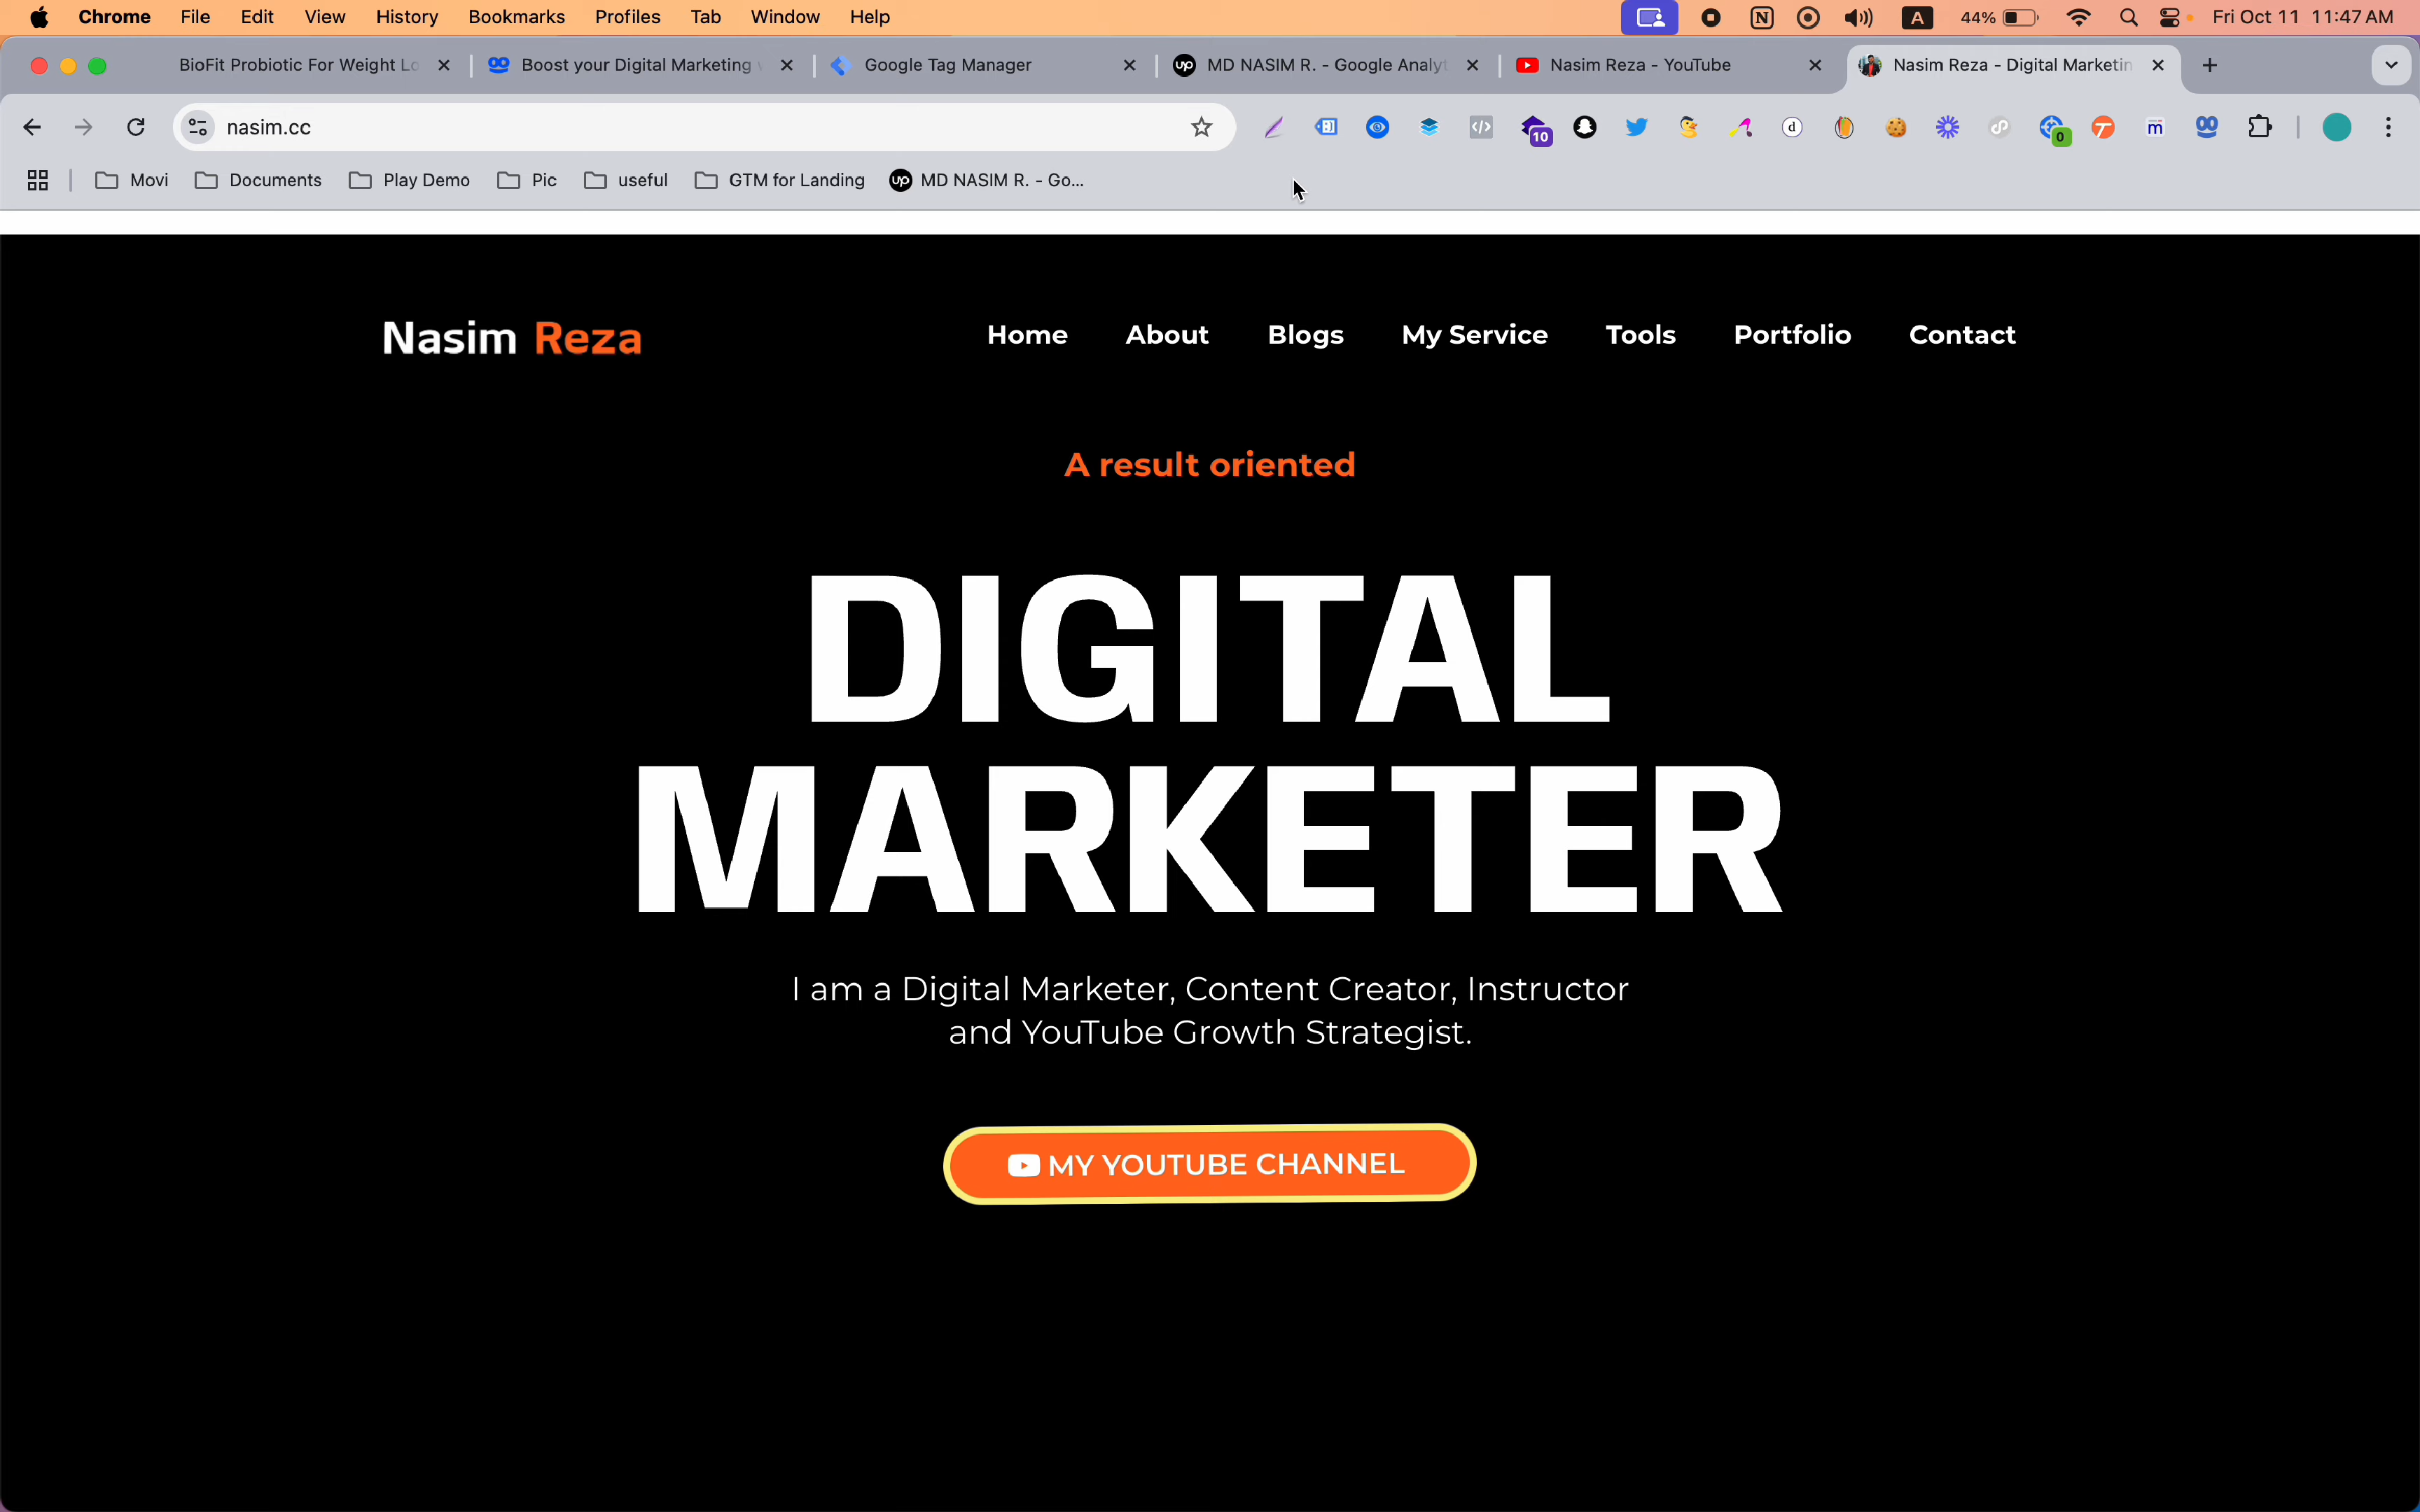 Chrome File Edit View History Bookmarks Profiles Tab Window Help A 44% Fri Oct 11 11:47 AM
BioFit Probiotic For Weight Lo Boost your Digital Marketing Google Tag Manager MD NASIM R. - Google Analyt Nasim Reza - YouTube Nasim Reza - Digital Marketin
nasim.cc 10 0
Movi Documents Play Demo Pic useful GTM for Landing MD NASIM R. - Go...
Nasim Reza Home About Blogs My Service Tools Portfolio Contact
A result oriented
DIGITAL
MARKETER
I am a Digital Marketer, Content Creator, Instructor
and YouTube Growth Strategist.
MY YOUTUBE CHANNEL